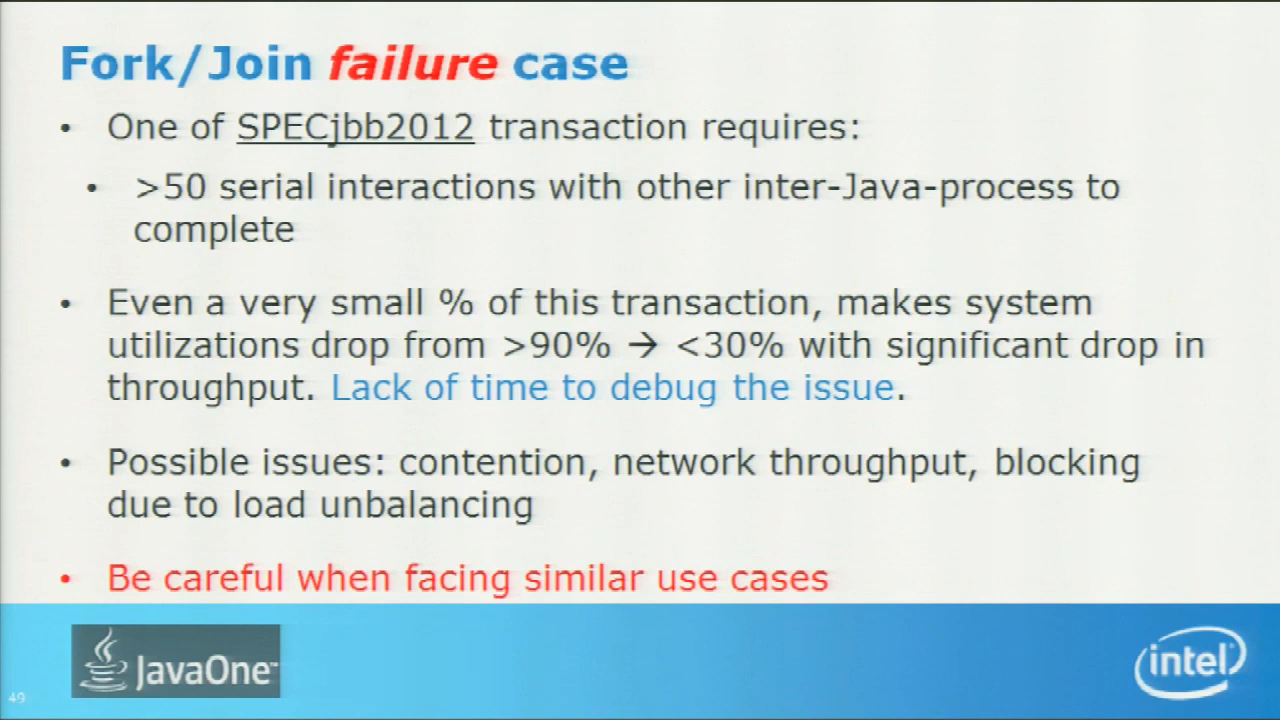 Fork/Join failure case
• One of SPECjbb2012 transaction requires:
• >50 serial interactions with other inter-Java-process to
complete
• Even a very small % of this transaction, makes system
utilizations drop from >90% → <30% with significant drop in
throughput. Lack of time to debug the issue.
• Possible issues: contention, network throughput, blocking
due to load unbalancing
• Be careful when facing similar use cases
JavaOne™
intel®
49